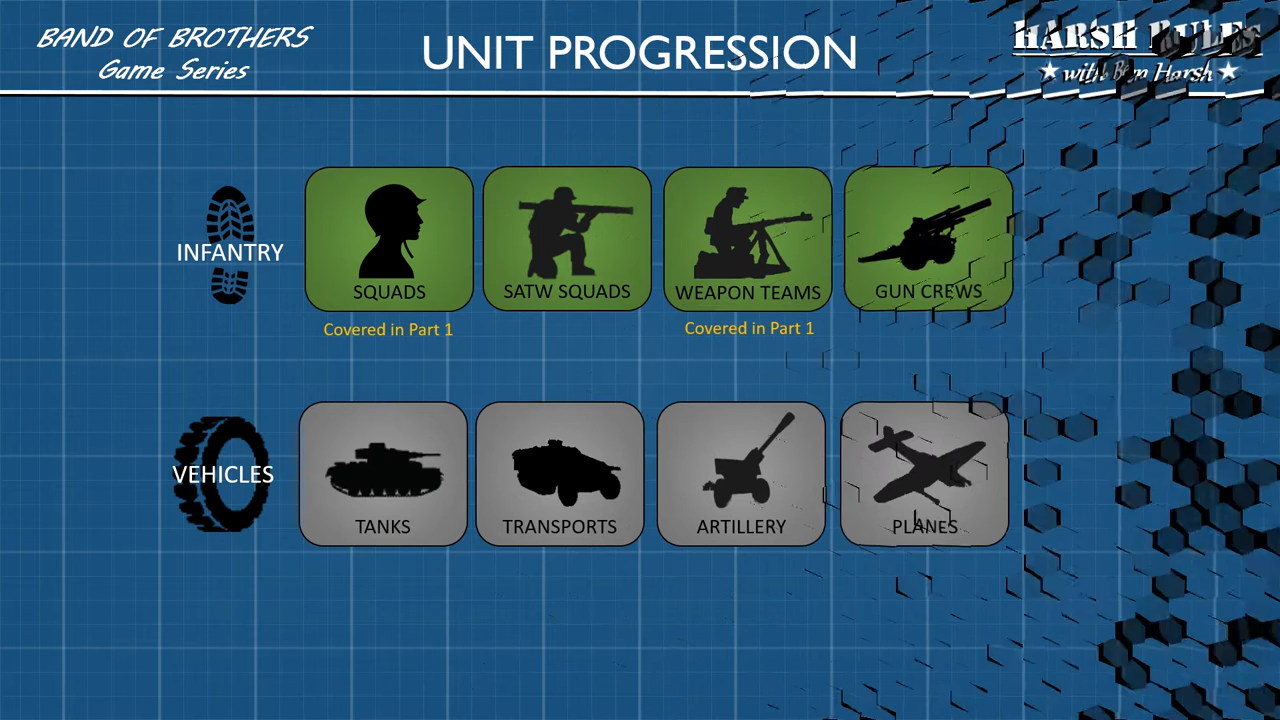 BAND OF BROTHERS
Game Series
UNIT PROGRESSION
HARSH RULES
with Ben Harsh
INFANTRY
SQUADS
SATW SQUADS
WEAPON TEAMS
GUN CREWS
Covered in Part 1
Covered in Part 1
VEHICLES
TANKS
TRANSPORTS
ARTILLERY
PLANES